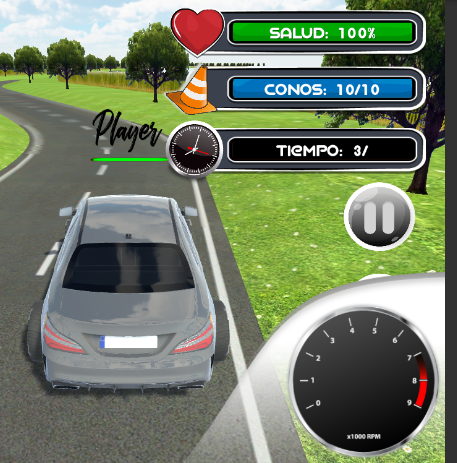 SALUD: 100%
CONOS: 10/10
Player
TIEMPO: 3/
0
1
2
3
4
5
6
7
8
9
x1000 RPM